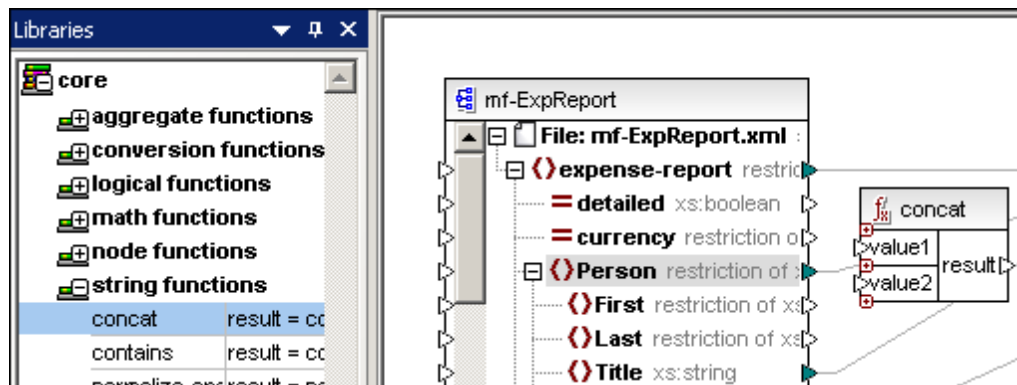 Libraries
core
aggregate functions
conversion functions
logical functions
math functions
node functions
string functions
concat result = co
contains result = co
mf-ExpReport
File: mf-ExpReport.xml
expense-report restric
detailed xs:boolean
currency restriction o
Person restriction of
First restriction of xs
Last restriction of xs
Title xs:string
concat
value1
value2
result